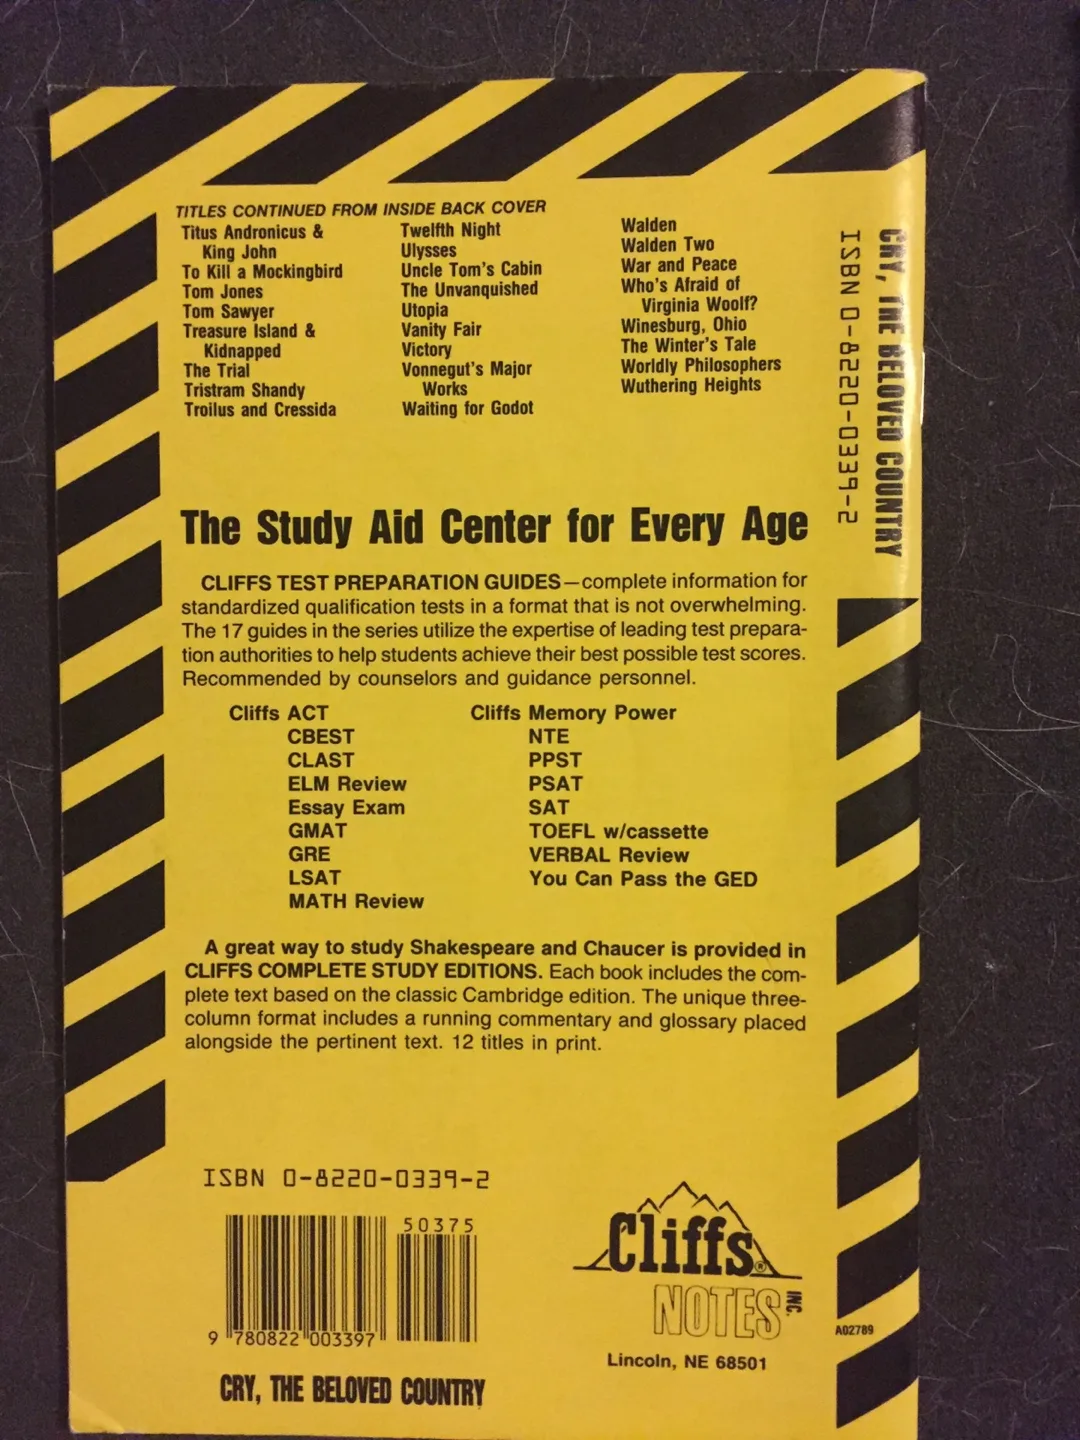 TITLES CONTINUED FROM INSIDE BACK COVER
Titus Andronicus &
King John
To Kill a Mockingbird
Tom Jones
Tom Sawyer
Treasure Island &
Kidnapped
The Trial
Tristram Shandy
Troilus and Cressida
Twelfth Night
Ulysses
Uncle Tom's Cabin
The Unvanquished
Utopia
Vanity Fair
Victory
Vonnegut's Major
Works
Waiting for Godot
Walden
Walden Two
War and Peace
Who's Afraid of
Virginia Woolf?
Winesburg, Ohio
The Winter's Tale
Worldly Philosophers
Wuthering Heights
The Study Aid Center for Every Age
CLIFFS TEST PREPARATION GUIDES—complete information for
standardized qualification tests in a format that is not overwhelming.
The 17 guides in the series utilize the expertise of leading test prepara-
tion authorities to help students achieve their best possible test scores.
Recommended by counselors and guidance personnel.
Cliffs ACT
CBEST
CLAST
ELM Review
Essay Exam
GMAT
GRE
LSAT
MATH Review
Cliffs Memory Power
NTE
PPST
PSAT
SAT
TOEFL w/cassette
VERBAL Review
You Can Pass the GED
A great way to study Shakespeare and Chaucer is provided in
CLIFFS COMPLETE STUDY EDITIONS. Each book includes the com-
plete text based on the classic Cambridge edition. The unique three-
column format includes a running commentary and glossary placed
alongside the pertinent text. 12 titles in print.
ISBN 0-8220-0339-2
50375
9 780822 003397
CRY, THE BELOVED COUNTRY
Cliffs®
NOTES INC.
Lincoln, NE 68501
A02789
CRY, THE BELOVED COUNTRY
ISBN 0-8220-0339-2